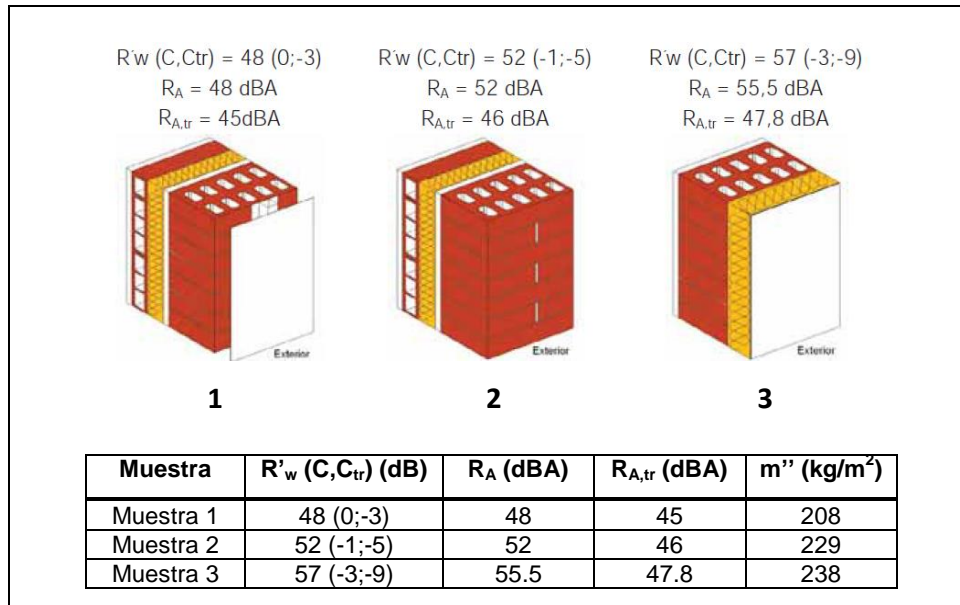 R'w (C,Ctr) = 48 (0;-3)
RA = 48 dBA
RA,tr = 45dBA
R'w (C,Ctr) = 52 (-1;-5)
RA = 52 dBA
RA,tr = 46 dBA
R'w (C,Ctr) = 57 (-3;-9)
RA = 55,5 dBA
RA,tr = 47,8 dBA
Exterior
Exterior
Exterior
1
2
3
Muestra R'w (C,Ctr) (dB) RA (dBA) RA,tr (dBA) m'' (kg/m2)
Muestra 1 48 (0;-3) 48 45 208
Muestra 2 52 (-1;-5) 52 46 229
Muestra 3 57 (-3;-9) 55.5 47.8 238